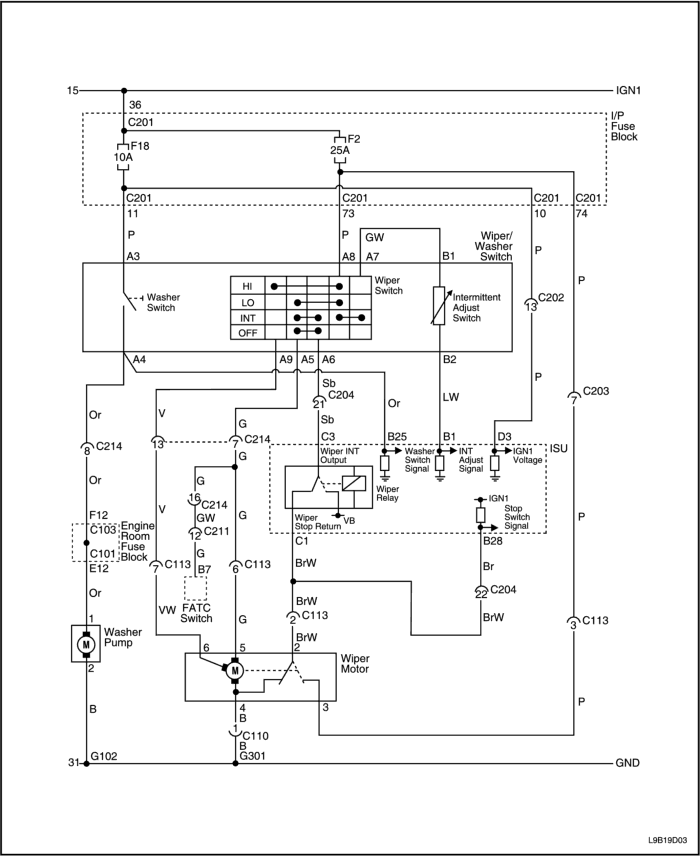 15
IGN1
36
C201
I/P
Fuse
Block
F18
10A
F2
25A
C201
C201
C201
C201
11
73
10
74
P
P
P
P
GW
Wiper/
Washer
Switch
A3
A8
A7
B1
Washer
Switch
HI
LO
INT
OFF
Wiper
Switch
Intermittent
Adjust
Switch
13
C202
A4
A9
A5
A6
B2
P
Sb
C204
21
Sb
Or
LW
7
C203
Or
V
G
C214
8
13
7
C214
G
C3
B25
B1
D3
ISU
Wiper INT
Output
Washer
Switch
Signal
INT
Adjust
Signal
IGN1
Voltage
Or
G
16
C214
GW
12
C211
G
B7
FATC
Switch
V
G
Wiper
Relay
VB
Wiper
Stop Return
IGN1
Stop
Switch
Signal
P
F12
C103
C101
E12
Engine
Room
Fuse
Block
C1
B28
7
C113
6
C113
BrW
Br
22
C204
Or
VW
G
BrW
2
C113
BrW
BrW
3
C113
1
Washer
Pump
M
2
6
5
2
Wiper
Motor
M
4
3
B
B
1
C110
B
P
31
G102
G301
GND
L9B19D03